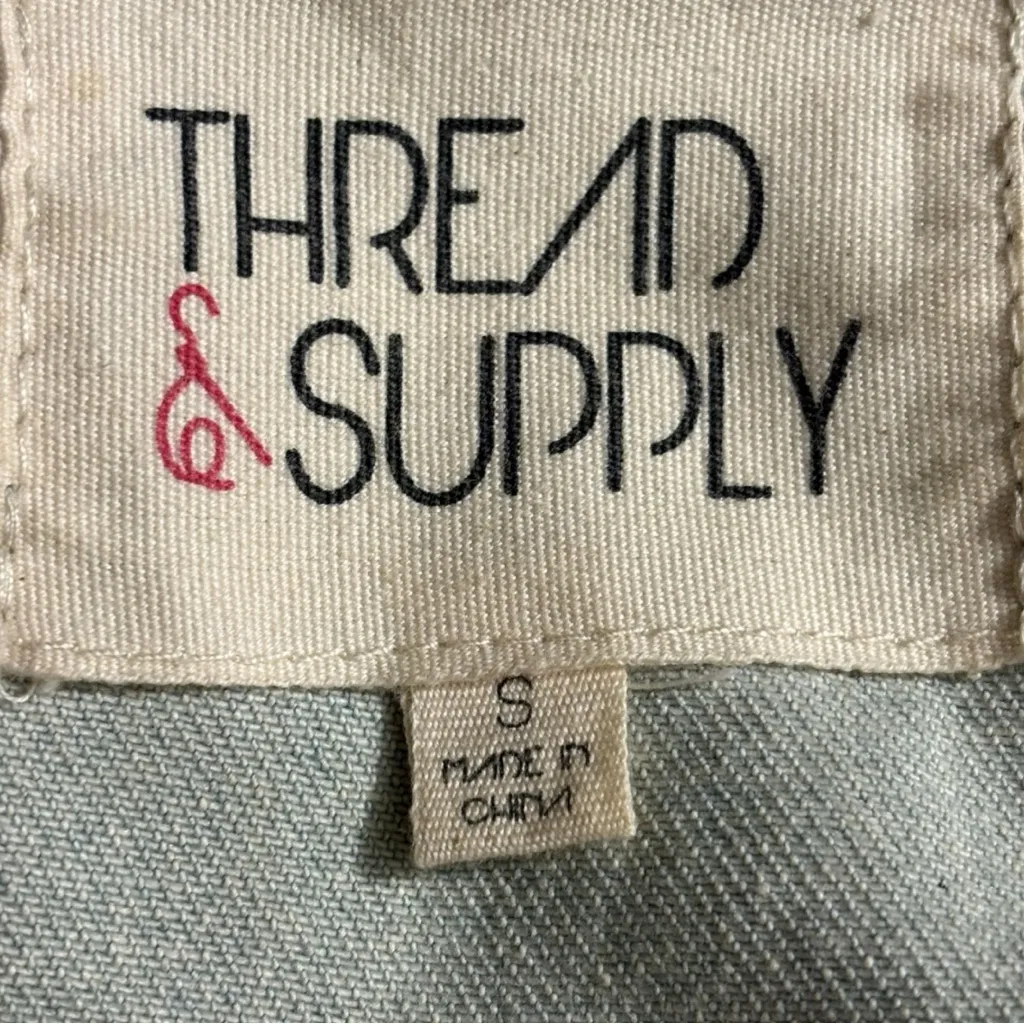 THREAD
& SUPPLY
S
MADE IN
CHINA